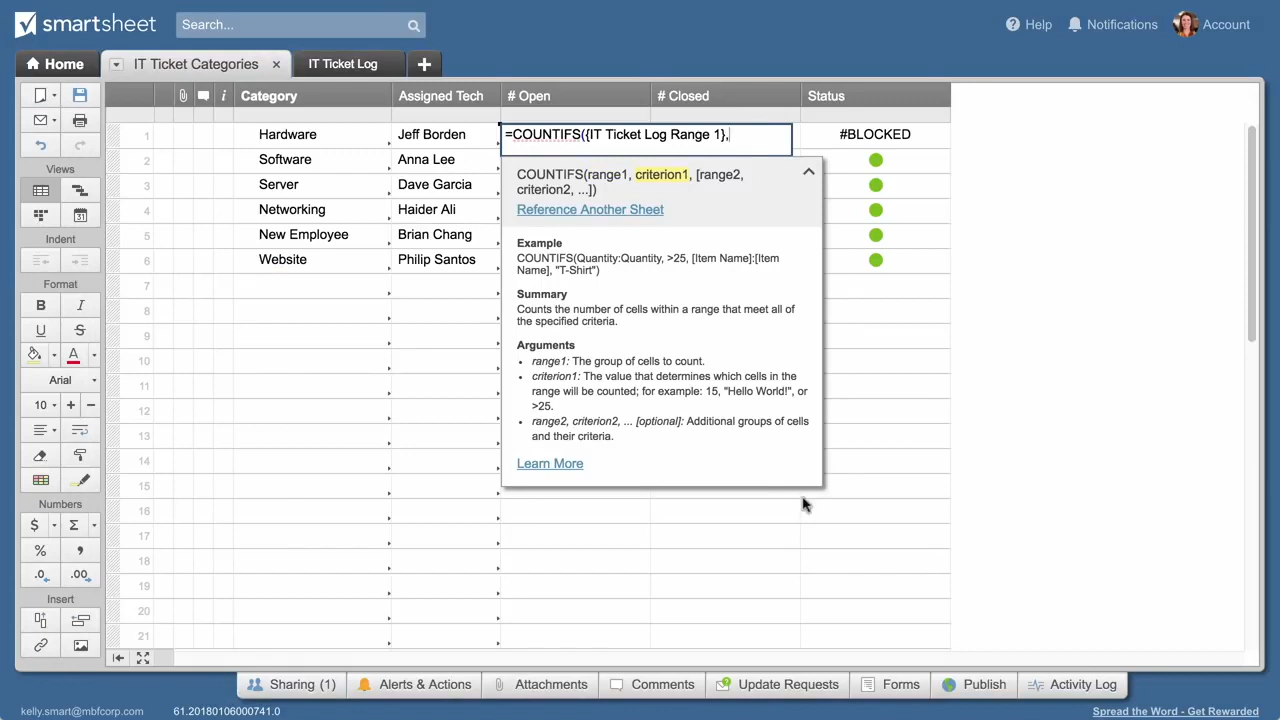 smartsheet
Search...
Help
Notifications
Account
Home
IT Ticket Categories ×
IT Ticket Log
+
i
Category
Assigned Tech
# Open
# Closed
Status
1 Hardware Jeff Borden =COUNTIFS({IT Ticket Log Range 1}, #BLOCKED
2 Software Anna Lee
3 Server Dave Garcia
4 Networking Haider Ali
5 New Employee Brian Chang
6 Website Philip Santos
7
8
9
10
11
12
13
14
15
16
17
18
19
20
21
COUNTIFS(range1, criterion1, [range2,
criterion2, ...])
Reference Another Sheet
Example
COUNTIFS(Quantity:Quantity, >25, [Item Name]:[Item
Name], "T-Shirt")
Summary
Counts the number of cells within a range that meet all of
the specified criteria.
Arguments
• range1: The group of cells to count.
• criterion1: The value that determines which cells in the
range will be counted; for example: 15, "Hello World!", or
>25.
• range2, criterion2, ... [optional]: Additional groups of cells
and their criteria.
Learn More
Views
Indent
Format
B I
U S
A
Arial
10 + −
Numbers
$ Σ
% ,
.0 .00
Insert
Sharing (1)
Alerts & Actions
Attachments
Comments
Update Requests
Forms
Publish
Activity Log
kelly.smart@mbfcorp.com
61.20180106000741.0
Spread the Word - Get Rewarded